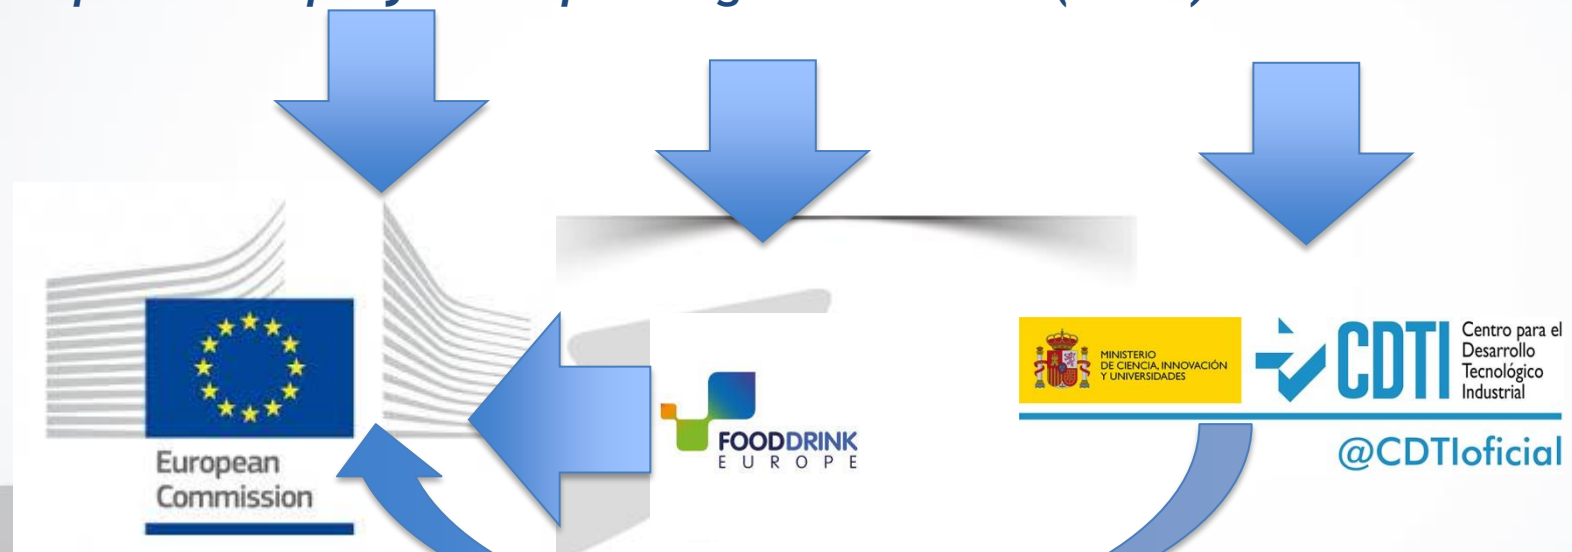 MINISTERIO
DE CIENCIA, INNOVACIÓN
Y UNIVERSIDADES
CDTI
Centro para el
Desarrollo
Tecnológico
Industrial
@CDTIoficial
FOODDRINK
EUROPE
European
Commission